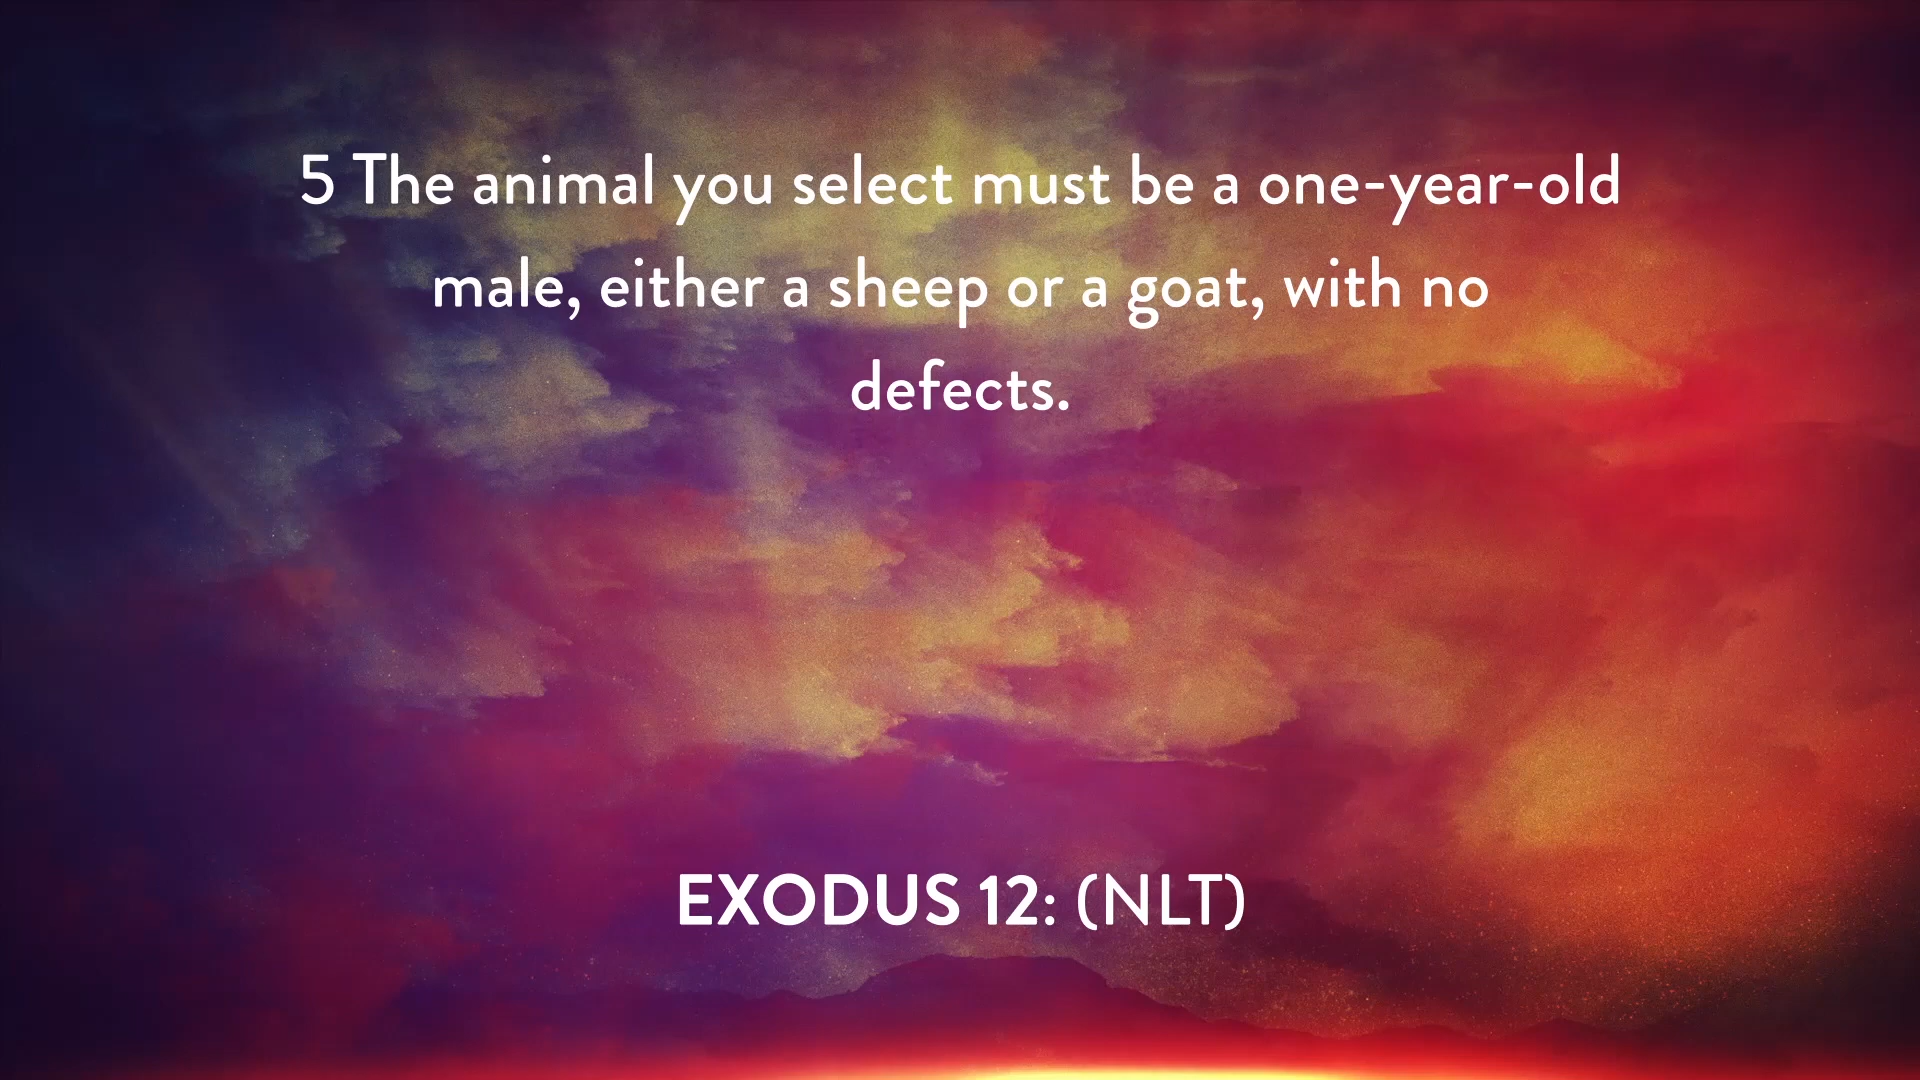 5 The animal you select must be a one-year-old
male, either a sheep or a goat, with no
defects.
EXODUS 12: (NLT)